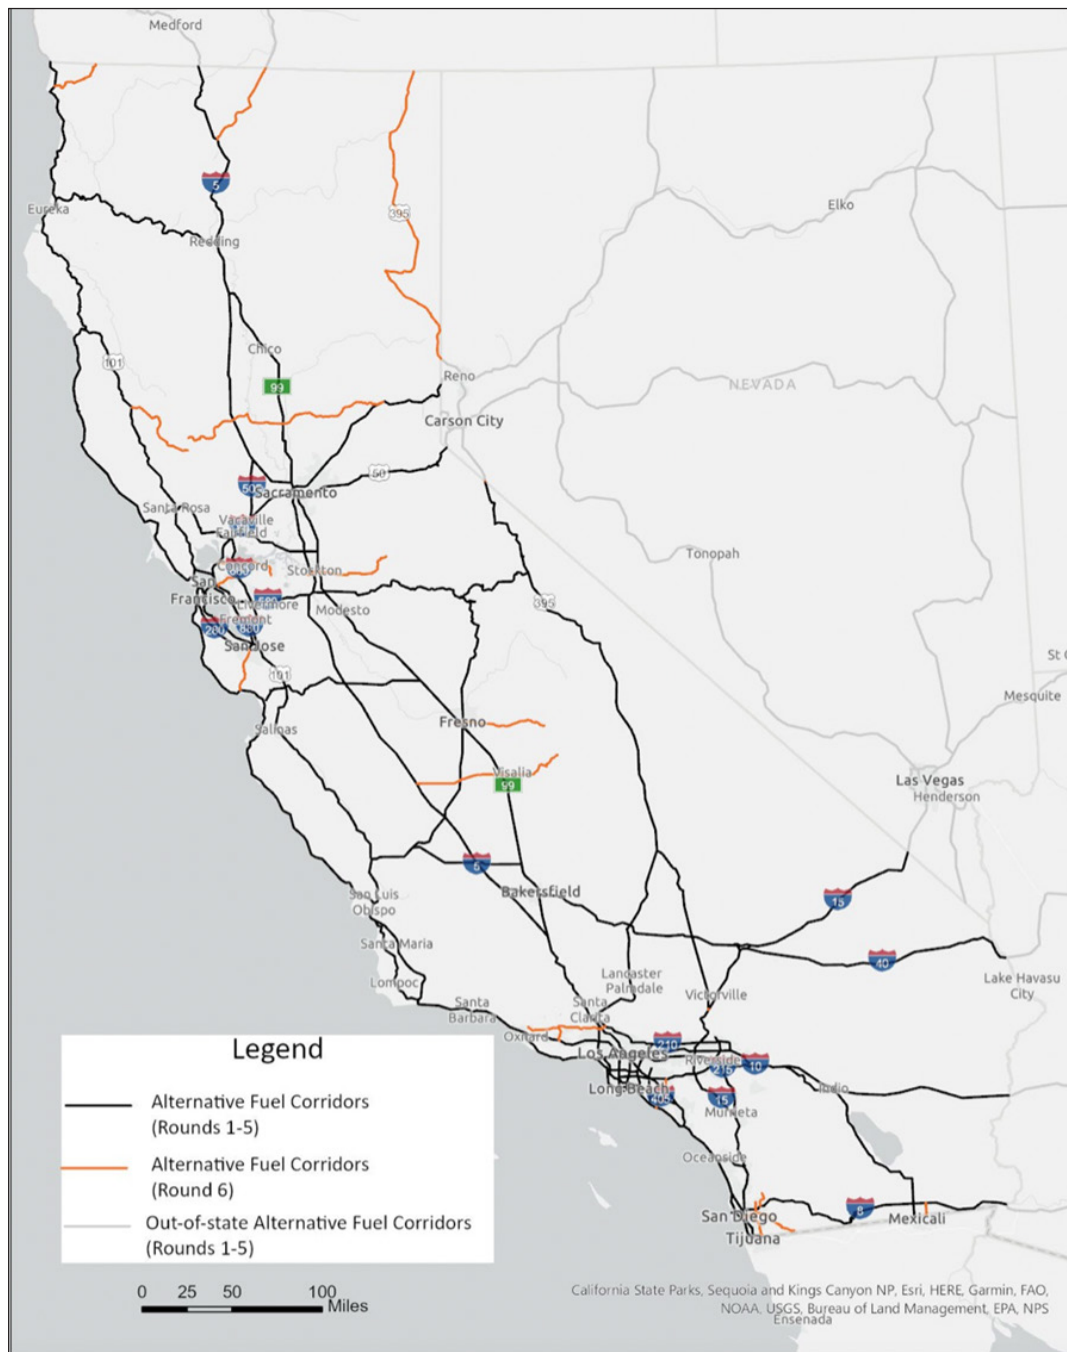 Medford
5
395
Eureka
Elko
Redding
101
Chico
Reno
99
NEVADA
Carson City
50
Sacramento
Santa Rosa
Vacaville
Fairfield
Tonopah
Concord
Stockton
San
Francisco
Livermore
Modesto
395
Fremont
San Jose
101
Mesquite
Salinas
Fresno
Visalia
99
Las Vegas
Henderson
5
Bakersfield
15
San Luis
Obispo
Santa Maria
40
Lompoc
Lancaster
Palmdale
Victorville
Lake Havasu
City
Santa
Barbara
Santa
Clarita
Oxnard
210
Los Angeles
Riverside
215
10
Long Beach
405
15
Indio
Murrieta
Oceanside
San Diego
8
Mexicali
Tijuana
Legend
Alternative Fuel Corridors
(Rounds 1-5)
Alternative Fuel Corridors
(Round 6)
Out-of-state Alternative Fuel Corridors
(Rounds 1-5)
0 25 50 100
Miles
California State Parks, Sequoia and Kings Canyon NP, Esri, HERE, Garmin, FAO,
NOAA, USGS, Bureau of Land Management, EPA, NPS
Ensenada